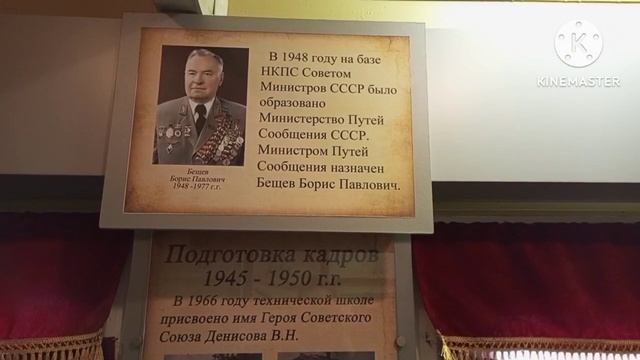 В 1948 году на базе
НКПС Советом
Министров СССР было
образовано
Министерство Путей
Сообщения СССР.
Министром Путей
Сообщения назначен
Бещев Борис Павлович.
Бещев
Борис Павлович
1948 -1977 г.г.
Подготовка кадров
1945 - 1950 г.г.
В 1966 году технической школе
присвоено имя Героя Советского
Союза Денисова В.Н.
KINEMASTER